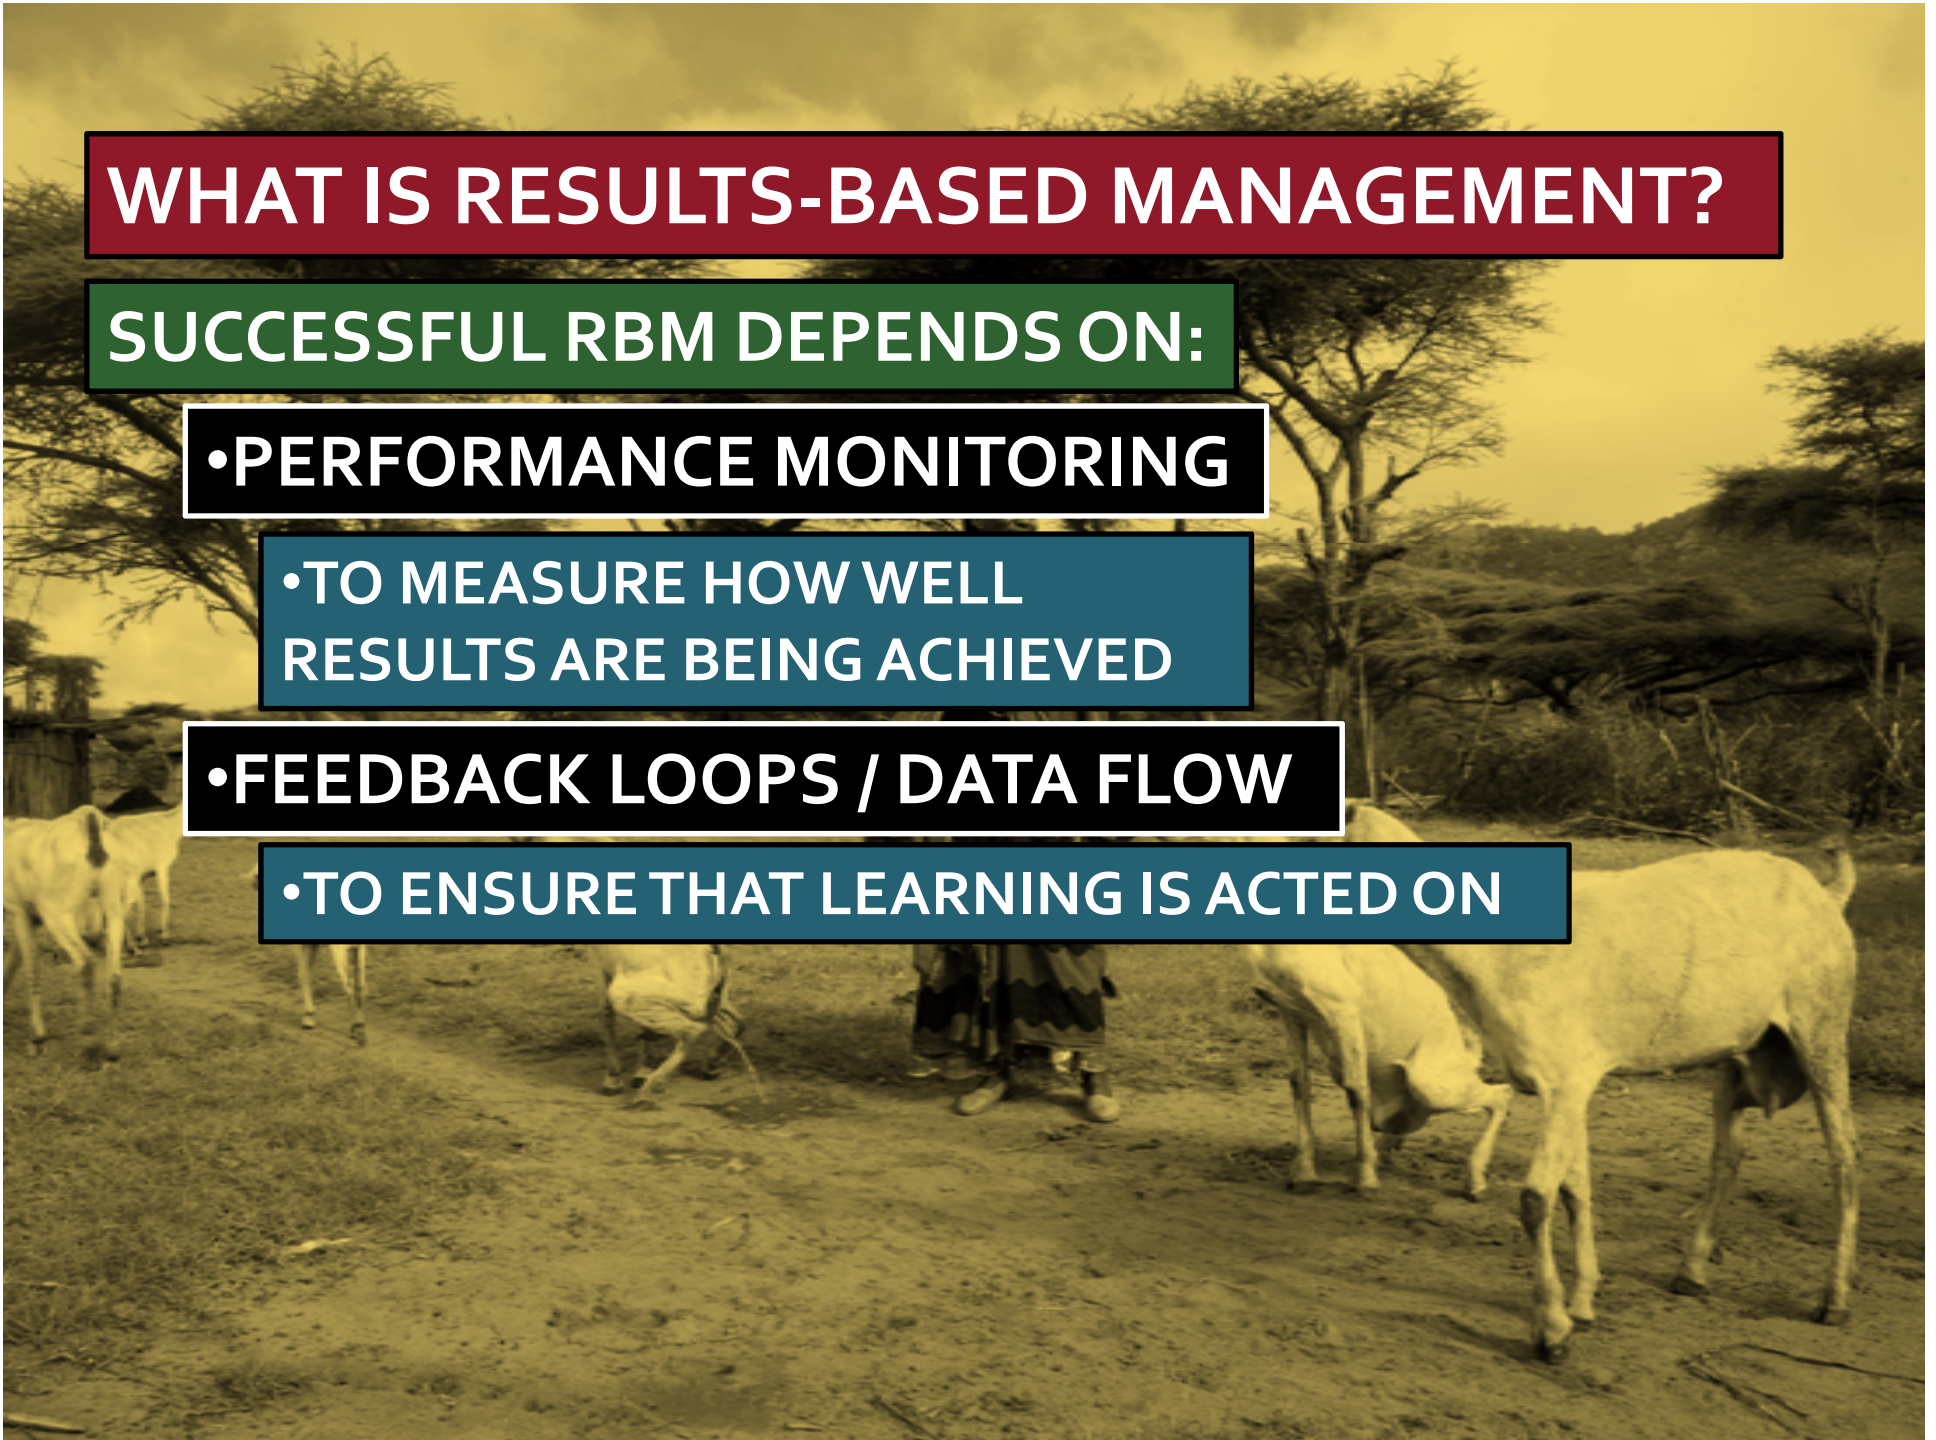 WHAT IS RESULTS-BASED MANAGEMENT?
SUCCESSFUL RBM DEPENDS ON:
•PERFORMANCE MONITORING
•TO MEASURE HOW WELL
RESULTS ARE BEING ACHIEVED
•FEEDBACK LOOPS / DATA FLOW
•TO ENSURE THAT LEARNING IS ACTED ON